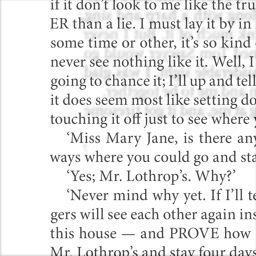 if it don't look to me like the tru
ER than a lie. I must lay it by in
some time or other, it's so kind
never see nothing like it. Well, I
going to chance it; I'll up and tell
it does seem most like setting do
touching it off just to see where y
'Miss Mary Jane, is there any
ways where you could go and sta
'Yes; Mr. Lothrop's. Why?'
'Never mind why yet. If I'll te
gers will see each other again ins
this house — and PROVE how
Mr. Lothrop's and stay four days